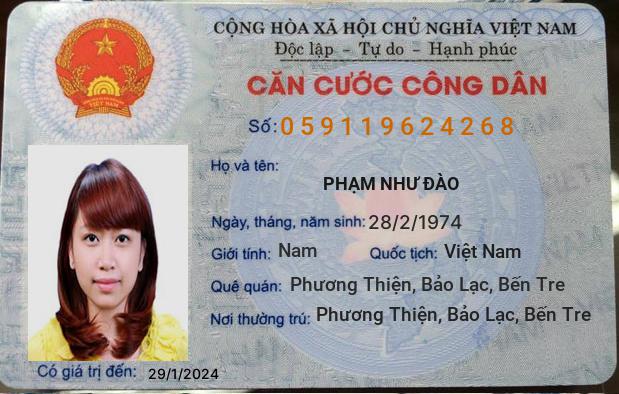 CỘNG HÒA XÃ HỘI CHỦ NGHĨA VIỆT NAM
Độc lập - Tự do - Hạnh phúc
CĂN CƯỚC CÔNG DÂN
Số: 059119624268
Họ và tên:
PHẠM NHƯ ĐÀO
Ngày, tháng, năm sinh: 28/2/1974
Giới tính: Nam Quốc tịch: Việt Nam
Quê quán: Phương Thiện, Bảo Lạc, Bến Tre
Nơi thường trú: Phương Thiện, Bảo Lạc, Bến Tre
Có giá trị đến: 29/1/2024
VIỆT NAM